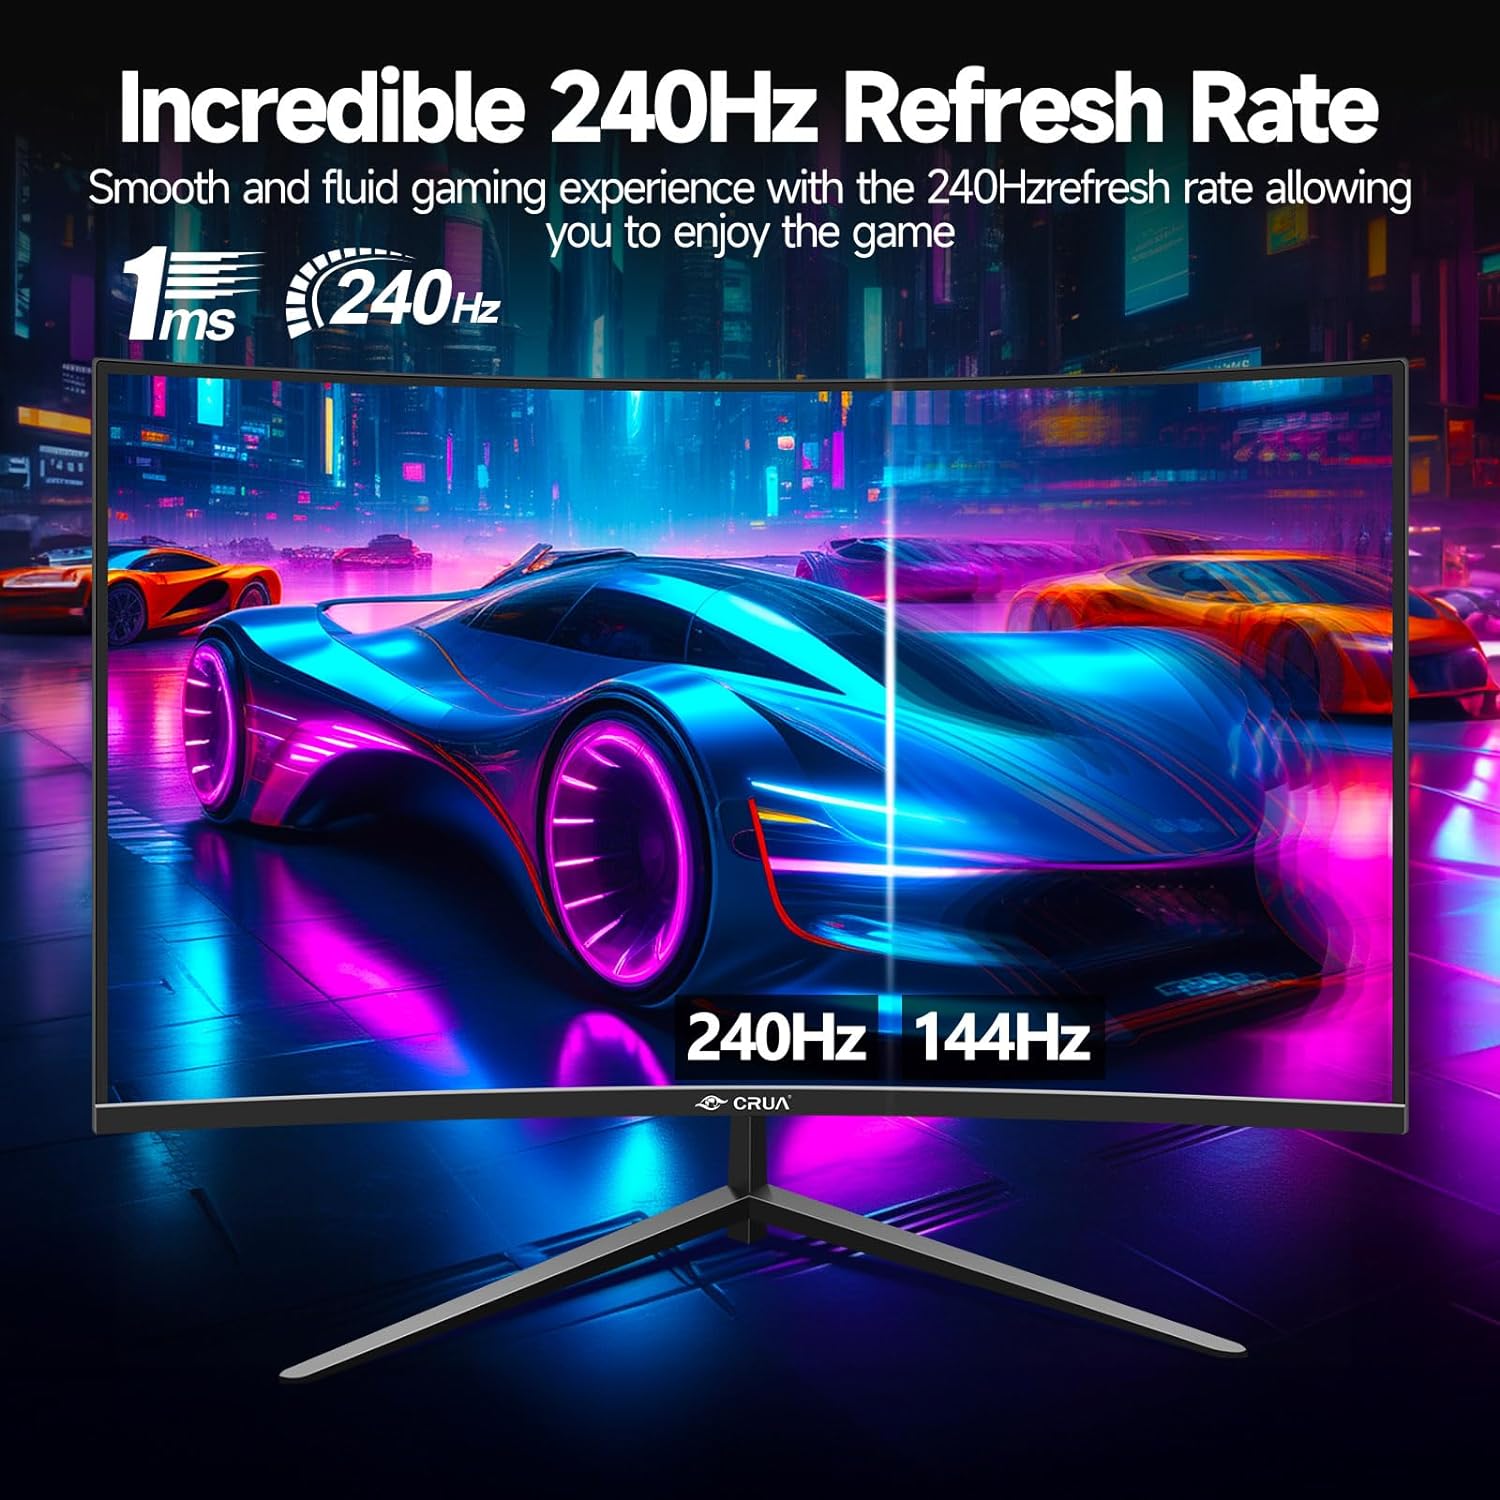 Incredible 240Hz Refresh Rate
Smooth and fluid gaming experience with the 240Hzrefresh rate allowing
you to enjoy the game
1ms
240Hz
240Hz
144Hz
CRUA